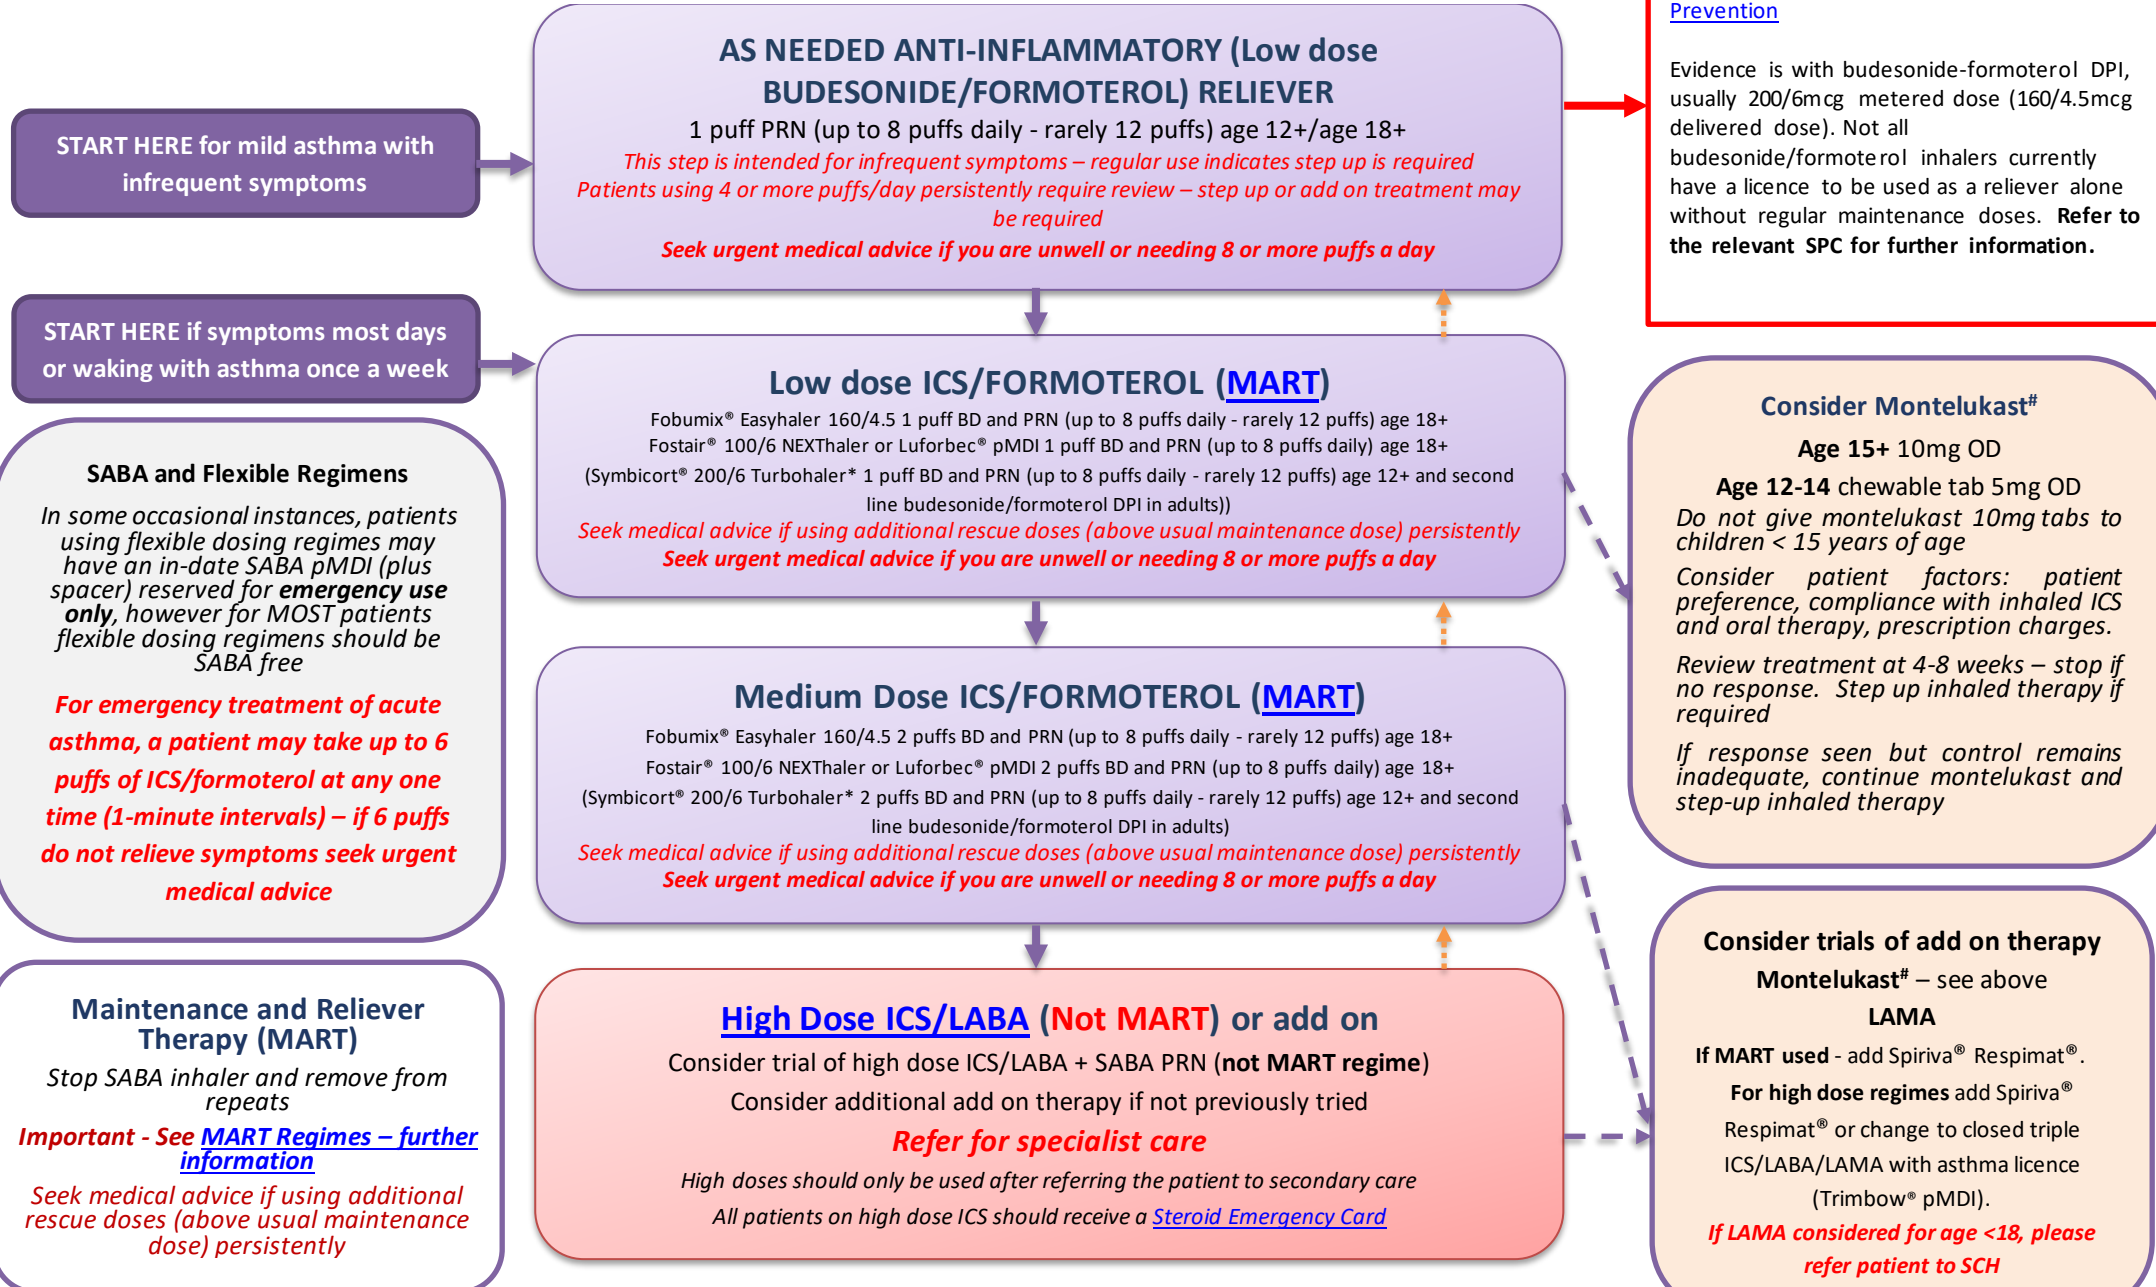 AS NEEDED ANTI-INFLAMMATORY (Low dose
BUDESONIDE/FORMOTEROL) RELIEVER
1 puff PRN (up to 8 puffs daily - rarely 12 puffs) age 12+/age 18+
This step is intended for infrequent symptoms – regular use indicates step up is required
Patients using 4 or more puffs/day persistently require review – step up or add on treatment may
be required
Seek urgent medical advice if you are unwell or needing 8 or more puffs a day
Prevention
Evidence is with budesonide-formoterol DPI,
usually 200/6mcg metered dose (160/4.5mcg
delivered dose). Not all
budesonide/formoterol inhalers currently
have a licence to be used as a reliever alone
without regular maintenance doses. Refer to
the relevant SPC for further information.
START HERE for mild asthma with
infrequent symptoms
START HERE if symptoms most days
or waking with asthma once a week
Low dose ICS/FORMOTEROL (MART)
Fobumix® Easyhaler 160/4.5 1 puff BD and PRN (up to 8 puffs daily - rarely 12 puffs) age 18+
Fostair® 100/6 NEXThaler or Luforbec® pMDI 1 puff BD and PRN (up to 8 puffs daily) age 18+
(Symbicort® 200/6 Turbohaler* 1 puff BD and PRN (up to 8 puffs daily - rarely 12 puffs) age 12+ and second
line budesonide/formoterol DPI in adults))
Seek medical advice if using additional rescue doses (above usual maintenance dose) persistently
Seek urgent medical advice if you are unwell or needing 8 or more puffs a day
SABA and Flexible Regimens
In some occasional instances, patients
using flexible dosing regimes may
have an in-date SABA pMDI (plus
spacer) reserved for emergency use
only, however for MOST patients
flexible dosing regimens should be
SABA free
For emergency treatment of acute
asthma, a patient may take up to 6
puffs of ICS/formoterol at any one
time (1-minute intervals) – if 6 puffs
do not relieve symptoms seek urgent
medical advice
Consider Montelukast#
Age 15+ 10mg OD
Age 12-14 chewable tab 5mg OD
Do not give montelukast 10mg tabs to
children < 15 years of age
Consider patient factors: patient
preference, compliance with inhaled ICS
and oral therapy, prescription charges.
Review treatment at 4-8 weeks – stop if
no response. Step up inhaled therapy if
required
If response seen but control remains
inadequate, continue montelukast and
step-up inhaled therapy
Medium Dose ICS/FORMOTEROL (MART)
Fobumix® Easyhaler 160/4.5 2 puffs BD and PRN (up to 8 puffs daily - rarely 12 puffs) age 18+
Fostair® 100/6 NEXThaler or Luforbec® pMDI 2 puffs BD and PRN (up to 8 puffs daily) age 18+
(Symbicort® 200/6 Turbohaler* 2 puffs BD and PRN (up to 8 puffs daily - rarely 12 puffs) age 12+ and second
line budesonide/formoterol DPI in adults)
Seek medical advice if using additional rescue doses (above usual maintenance dose) persistently
Seek urgent medical advice if you are unwell or needing 8 or more puffs a day
Maintenance and Reliever
Therapy (MART)
Stop SABA inhaler and remove from
repeats
Important - See MART Regimes – further
information
Seek medical advice if using additional
rescue doses (above usual maintenance
dose) persistently
High Dose ICS/LABA (Not MART) or add on
Consider trial of high dose ICS/LABA + SABA PRN (not MART regime)
Consider additional add on therapy if not previously tried
Refer for specialist care
High doses should only be used after referring the patient to secondary care
All patients on high dose ICS should receive a Steroid Emergency Card
Consider trials of add on therapy
Montelukast# – see above
LAMA
If MART used - add Spiriva® Respimat®.
For high dose regimes add Spiriva®
Respimat® or change to closed triple
ICS/LABA/LAMA with asthma licence
(Trimbow® pMDI).
If LAMA considered for age <18, please
refer patient to SCH